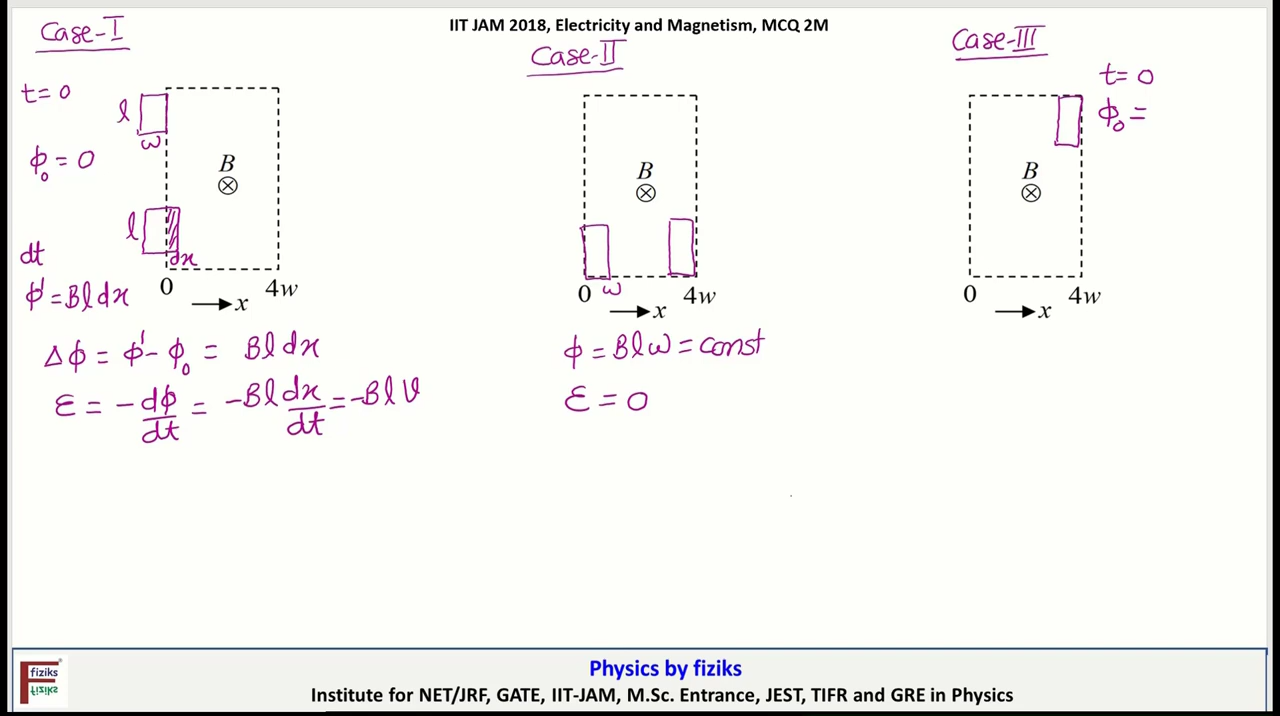 IIT JAM 2018, Electricity and Magnetism, MCQ 2M
Case-I
t=0
l
w
ϕ₀ = 0
B
l
dx
dt
ϕ' = Bldx
0
4w
x
Δϕ = ϕ' - ϕ₀ = Bldx
ε = -dϕ/dt = -Bl dx/dt = -Blv
Case-II
B
0
w
4w
x
ϕ = Blw = const
ε = 0
Case-III
t=0
ϕ₀ =
B
0
4w
x
fiziks
fiziks
Physics by fiziks
Institute for NET/JRF, GATE, IIT-JAM, M.Sc. Entrance, JEST, TIFR and GRE in Physics